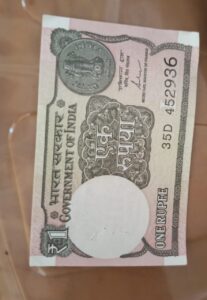 भारत सरकार
GOVERNMENT OF INDIA
35D 452936
एक रुपया
₹1
ONE RUPEE